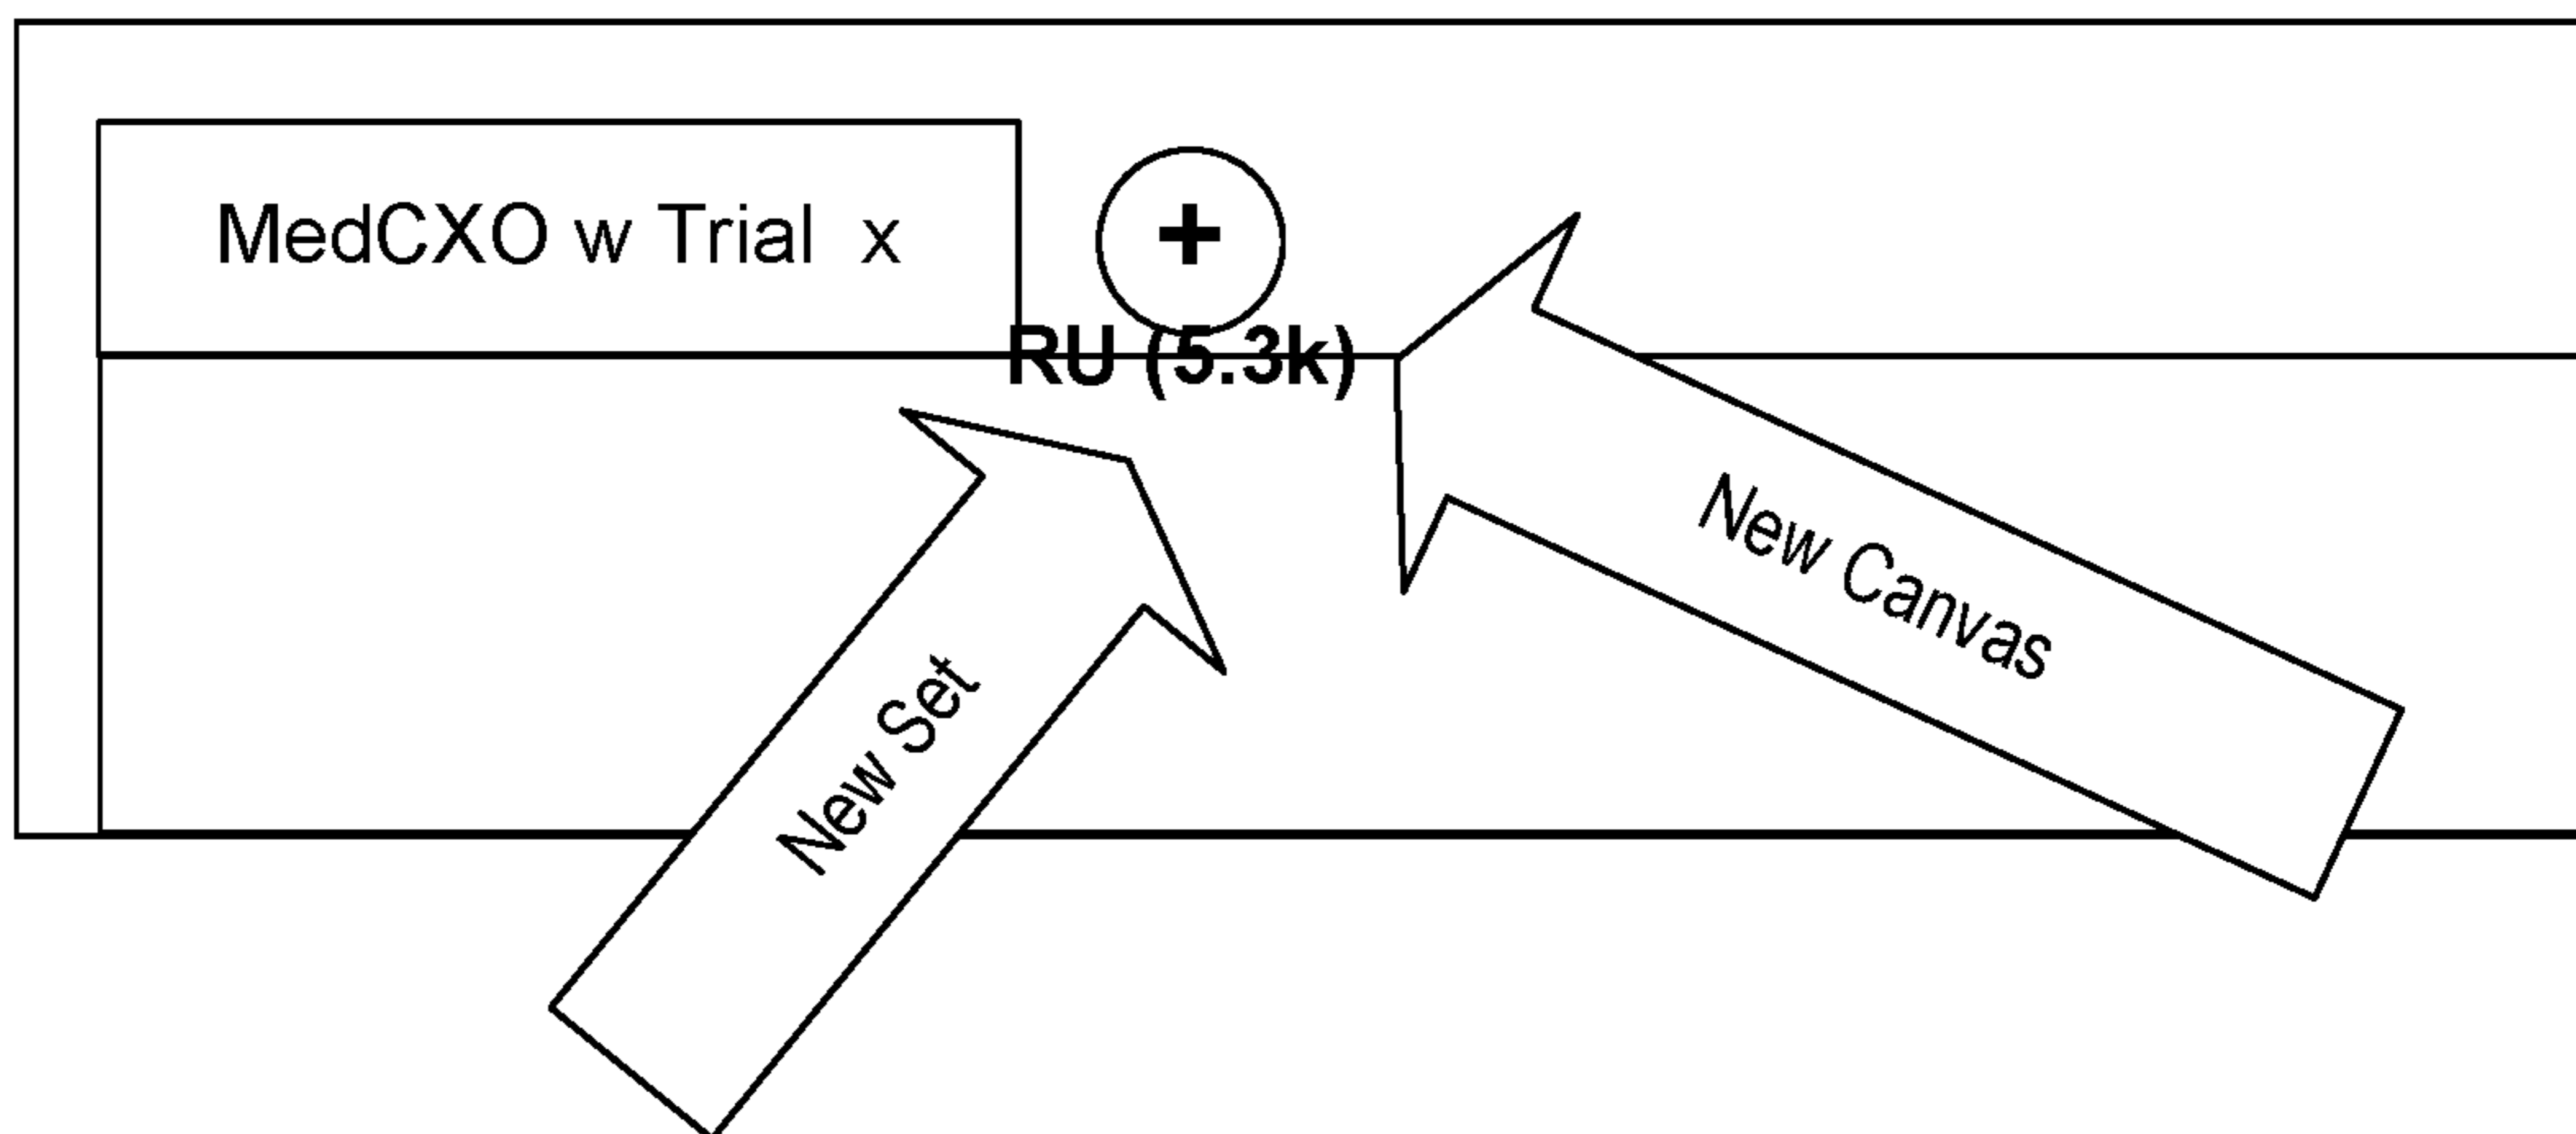 MedCXO w Trial x
+
RU (5.3k)
New Set
New Canvas